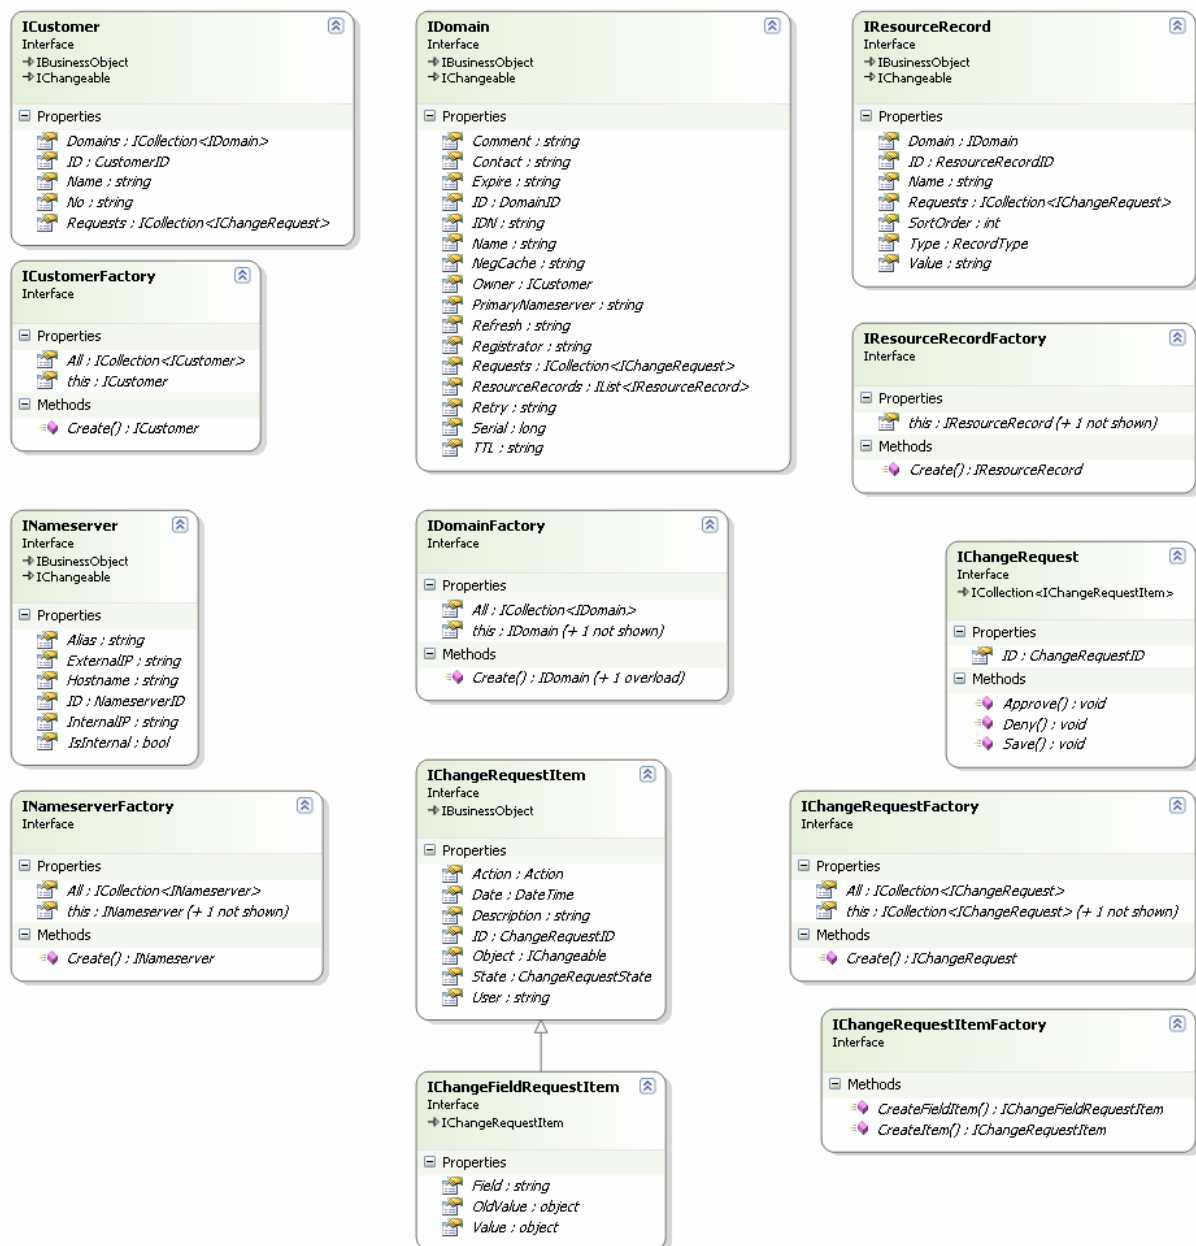 ICustomer
Interface
IBusinessObject
IChangeable
Properties
Domains : ICollection<IDomain>
ID : CustomerID
Name : string
No : string
Requests : ICollection<IChangeRequest>
ICustomerFactory
Interface
Properties
All : ICollection<ICustomer>
this : ICustomer
Methods
Create() : ICustomer
INameserver
Interface
IBusinessObject
IChangeable
Properties
Alias : string
ExternalIP : string
Hostname : string
ID : NameserverID
InternalIP : string
IsInternal : bool
INameserverFactory
Interface
Properties
All : ICollection<INameserver>
this : INameserver (+ 1 not shown)
Methods
Create() : INameserver
IDomain
Interface
IBusinessObject
IChangeable
Properties
Comment : string
Contact : string
Expire : string
ID : DomainID
IDN : string
Name : string
NegCache : string
Owner : ICustomer
PrimaryNameserver : string
Refresh : string
Registrator : string
Requests : ICollection<IChangeRequest>
ResourceRecords : IList<IResourceRecord>
Retry : string
Serial : long
TTL : string
IDomainFactory
Interface
Properties
All : ICollection<IDomain>
this : IDomain (+ 1 not shown)
Methods
Create() : IDomain (+ 1 overload)
IChangeRequestItem
Interface
IBusinessObject
Properties
Action : Action
Date : DateTime
Description : string
ID : ChangeRequestID
Object : IChangeable
State : ChangeRequestState
User : string
IChangeFieldRequestItem
Interface
IChangeRequestItem
Properties
Field : string
OldValue : object
Value : object
IResourceRecord
Interface
IBusinessObject
IChangeable
Properties
Domain : IDomain
ID : ResourceRecordID
Name : string
Requests : ICollection<IChangeRequest>
SortOrder : int
Type : RecordType
Value : string
IResourceRecordFactory
Interface
Properties
this : IResourceRecord (+ 1 not shown)
Methods
Create() : IResourceRecord
IChangeRequest
Interface
ICollection<IChangeRequestItem>
Properties
ID : ChangeRequestID
Methods
Approve() : void
Deny() : void
Save() : void
IChangeRequestFactory
Interface
Properties
All : ICollection<IChangeRequest>
this : ICollection<IChangeRequest> (+ 1 not shown)
Methods
Create() : IChangeRequest
IChangeRequestItemFactory
Interface
Methods
CreateFieldItem() : IChangeFieldRequestItem
CreateItem() : IChangeRequestItem